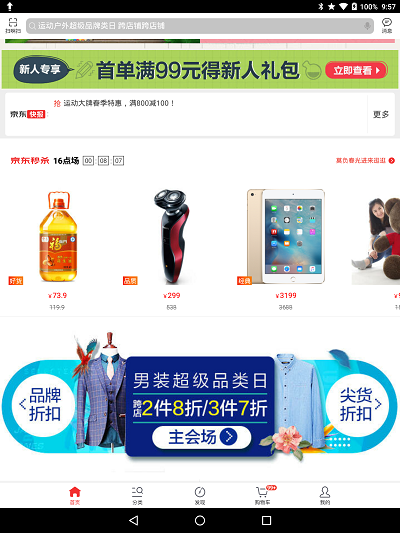 100% 9:57
扫啊扫
运动户外超级品牌类日 跨店铺跨店铺
消息
新人专享
首单满99元得新人礼包
立即查看
京东快报
抢 运动大牌春季特惠,满800减100!
更多
京东秒杀 16点场 00:08:07
莫负春光进来逛逛
好货
品质
经典
¥73.9
¥299
¥3199
119.9
538
3688
品牌折扣
男装超级品类日
跨店2件8折/3件7折
主会场
尖货折扣
首页
分类
发现
99+
购物车
我的